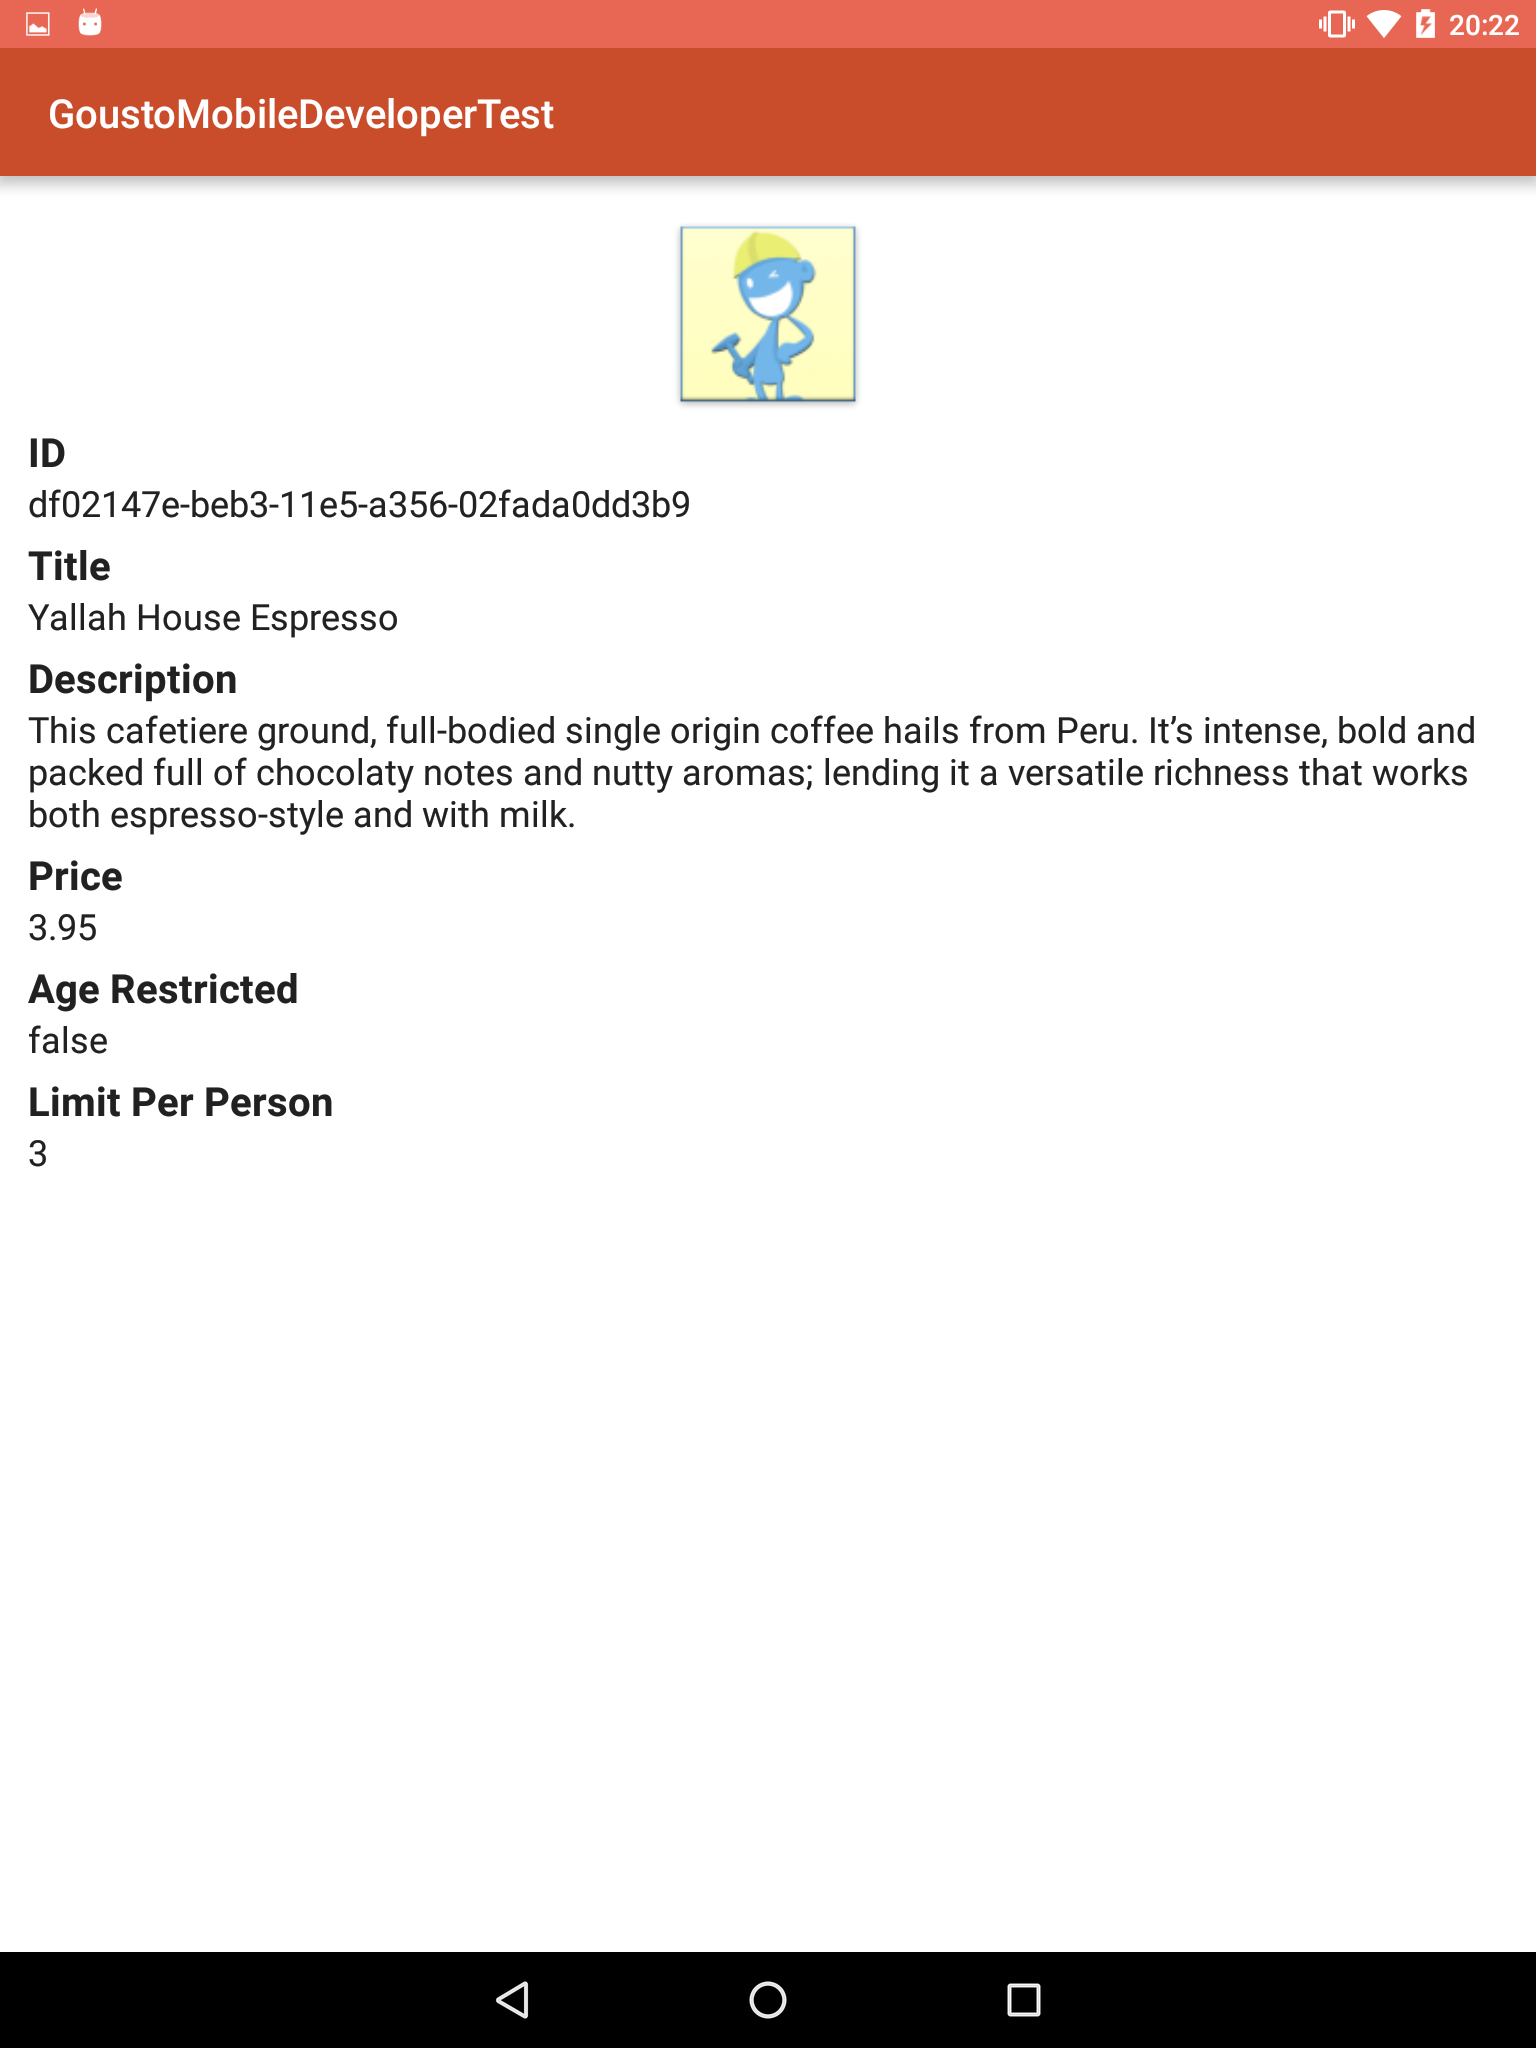 20:22
GoustoMobileDeveloperTest
ID
df02147e-beb3-11e5-a356-02fada0dd3b9
Title
Yallah House Espresso
Description
This cafetiere ground, full-bodied single origin coffee hails from Peru. It’s intense, bold and
packed full of chocolaty notes and nutty aromas; lending it a versatile richness that works
both espresso-style and with milk.
Price
3.95
Age Restricted
false
Limit Per Person
3